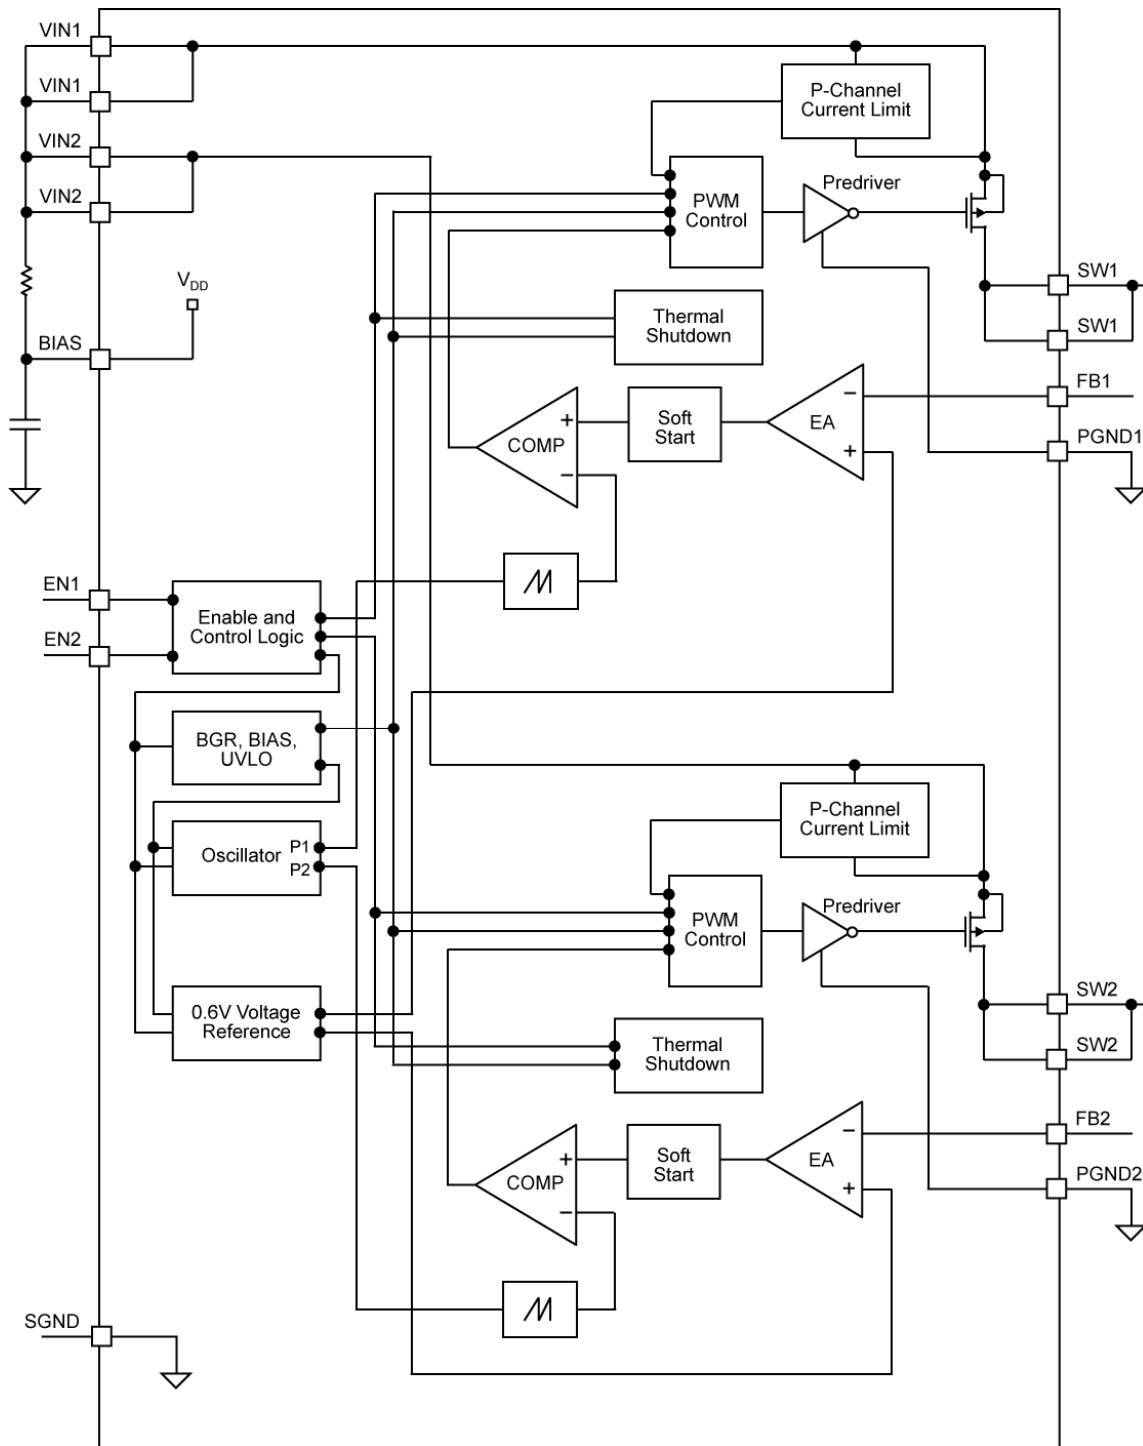 VIN1
VIN1
P-Channel
Current Limit
VIN2
VIN2
PWM
Control
Predriver
V_DD
SW1
BIAS
Thermal
Shutdown
SW1
FB1
+
COMP
−
Soft
Start
−
EA
+
PGND1
EN1
Enable and
Control Logic
EN2
BGR, BIAS,
UVLO
P-Channel
Current Limit
Oscillator
P1
P2
PWM
Control
Predriver
0.6V Voltage
Reference
SW2
Thermal
Shutdown
SW2
FB2
+
COMP
−
Soft
Start
−
EA
+
PGND2
SGND